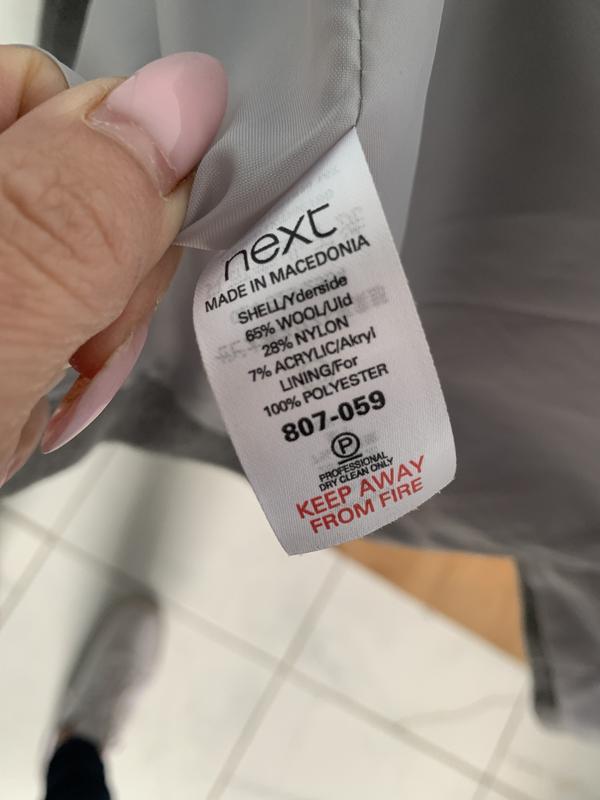 next
MADE IN MACEDONIA
SHELL/Yderside
65% WOOL/Uld
28% NYLON
7% ACRYLIC/Akryl
LINING/For
100% POLYESTER
807-059
P
PROFESSIONAL
DRY CLEAN ONLY
KEEP AWAY
FROM FIRE